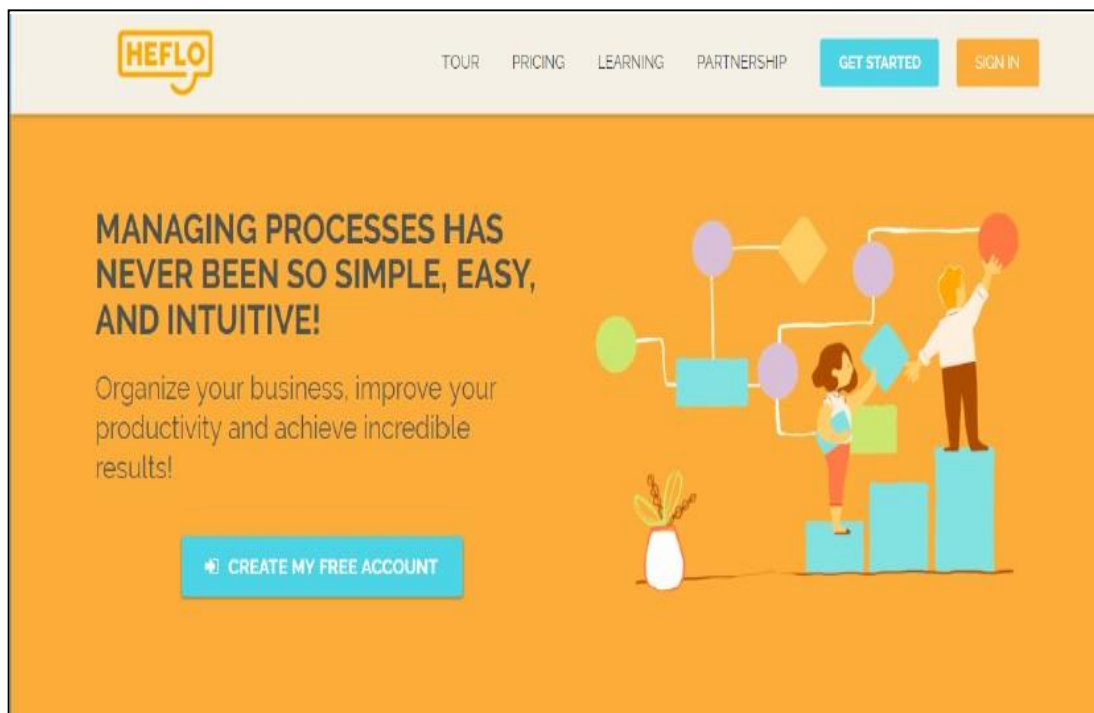 HEFLO
TOUR PRICING LEARNING PARTNERSHIP GET STARTED SIGN IN
MANAGING PROCESSES HAS
NEVER BEEN SO SIMPLE, EASY,
AND INTUITIVE!
Organize your business, improve your
productivity and achieve incredible
results!
CREATE MY FREE ACCOUNT